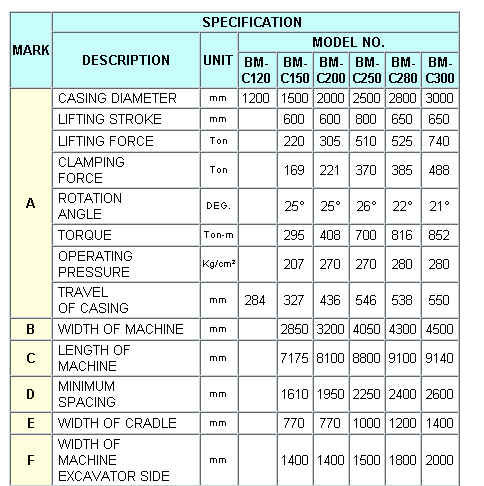 MARK SPECIFICATION
DESCRIPTION UNIT MODEL NO.
BM-C120 BM-C150 BM-C200 BM-C250 BM-C280 BM-C300
A CASING DIAMETER mm 1200 1500 2000 2500 2800 3000
LIFTING STROKE mm 600 600 800 650 650
LIFTING FORCE Ton 220 305 510 525 740
CLAMPING
FORCE Ton 169 221 370 385 488
ROTATION
ANGLE DEG. 25° 25° 26° 22° 21°
TORQUE Ton-m 295 408 700 816 852
OPERATING
PRESSURE Kg/cm² 207 270 270 280 280
TRAVEL
OF CASING mm 284 327 436 546 538 550
B WIDTH OF MACHINE mm 2850 3200 4050 4300 4500
C LENGTH OF
MACHINE mm 7175 8100 8800 9100 9140
D MINIMUM
SPACING mm 1610 1950 2250 2400 2600
E WIDTH OF CRADLE mm 770 770 1000 1200 1400
F WIDTH OF
MACHINE
EXCAVATOR SIDE mm 1400 1400 1500 1800 2000